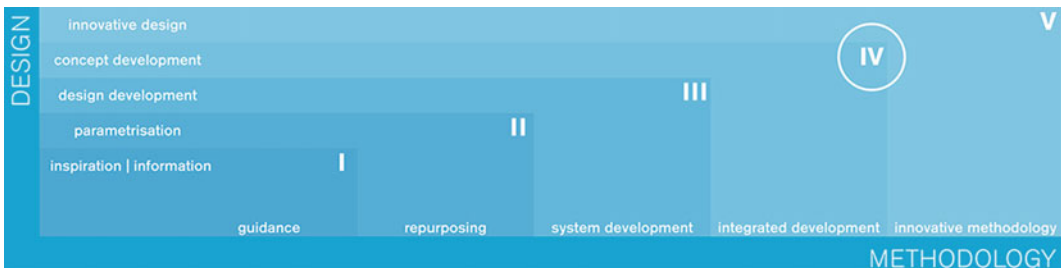 DESIGN
innovative design
V
concept development
IV
design development
III
parametrisation
II
inspiration | information
I
guidance
repurposing
system development
integrated development
innovative methodology
METHODOLOGY